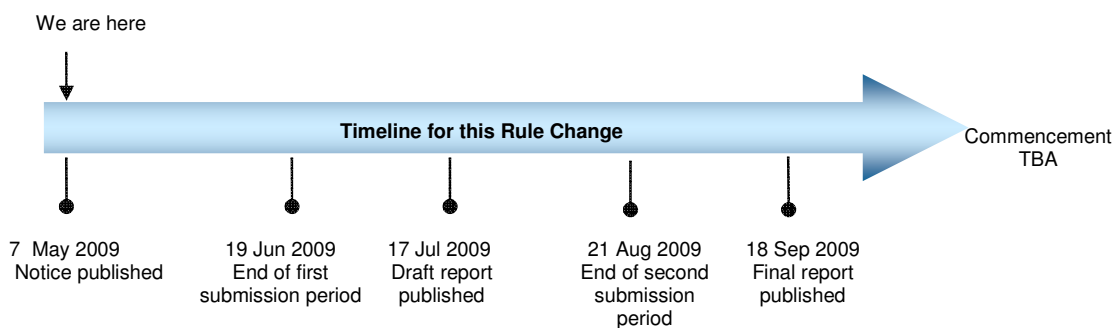 We are here
Timeline for this Rule Change
Commencement
TBA
7 May 2009
Notice published
19 Jun 2009
End of first
submission period
17 Jul 2009
Draft report
published
21 Aug 2009
End of second
submission
period
18 Sep 2009
Final report
published